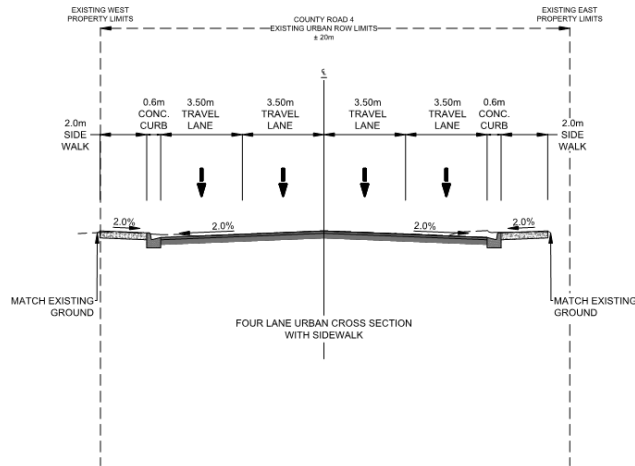 EXISTING WEST
PROPERTY LIMITS
COUNTY ROAD 4
EXISTING URBAN ROW LIMITS
± 20m
EXISTING EAST
PROPERTY LIMITS
℄
2.0m
SIDE
WALK
0.6m
CONC.
CURB
3.50m
TRAVEL
LANE
3.50m
TRAVEL
LANE
3.50m
TRAVEL
LANE
3.50m
TRAVEL
LANE
0.6m
CONC.
CURB
2.0m
SIDE
WALK
2.0%
2.0%
2.0%
2.0%
MATCH EXISTING
GROUND
MATCH EXISTING
GROUND
FOUR LANE URBAN CROSS SECTION
WITH SIDEWALK